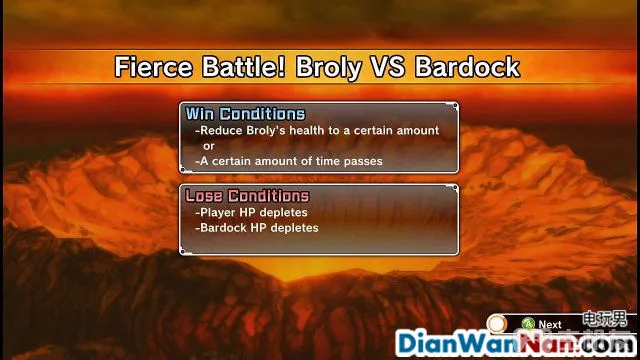 Fierce Battle! Broly VS Bardock
Win Conditions
-Reduce Broly's health to a certain amount
or
-A certain amount of time passes
Lose Conditions
-Player HP depletes
-Bardock HP depletes
A Next
电玩男
DianWanNan.com